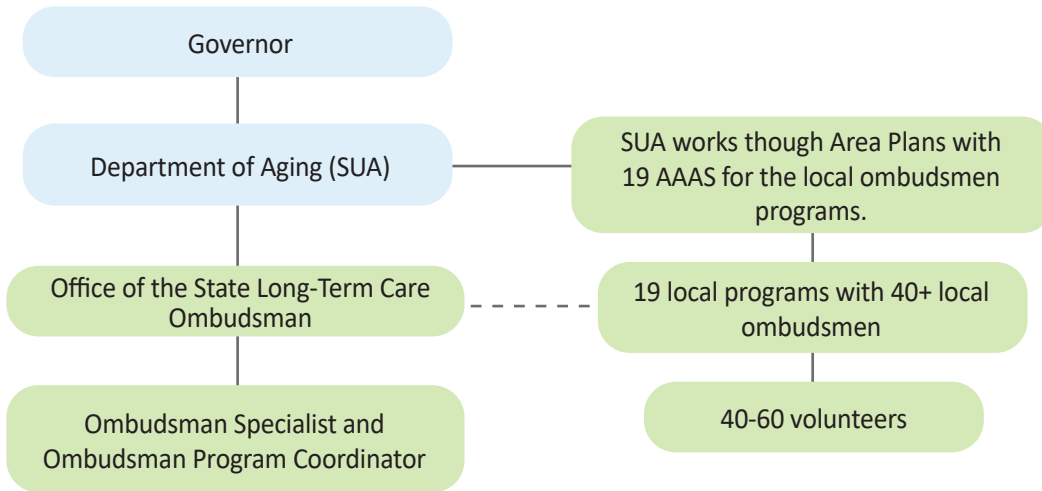 Governor
Department of Aging (SUA)
SUA works though Area Plans with
19 AAAS for the local ombudsmen
programs.
Office of the State Long-Term Care
Ombudsman
19 local programs with 40+ local
ombudsmen
Ombudsman Specialist and
Ombudsman Program Coordinator
40-60 volunteers